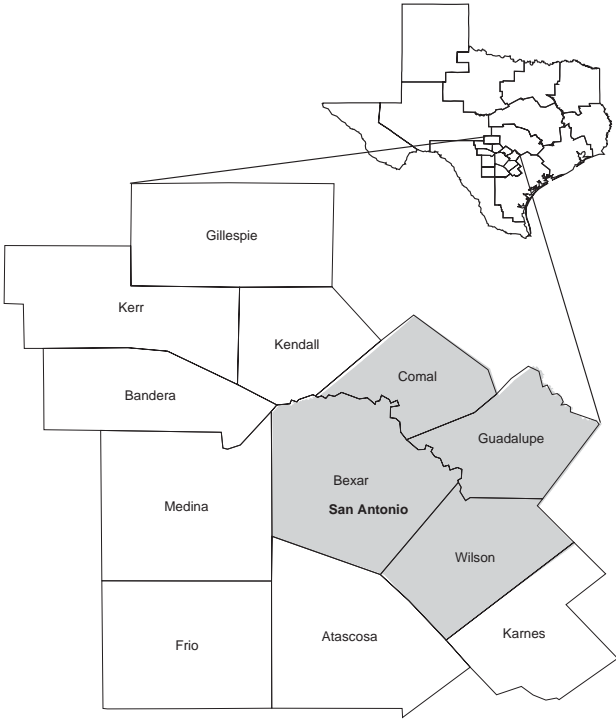 Gillespie
Kerr
Kendall
Comal
Bandera
Guadalupe
Bexar
San Antonio
Medina
Wilson
Atascosa
Karnes
Frio